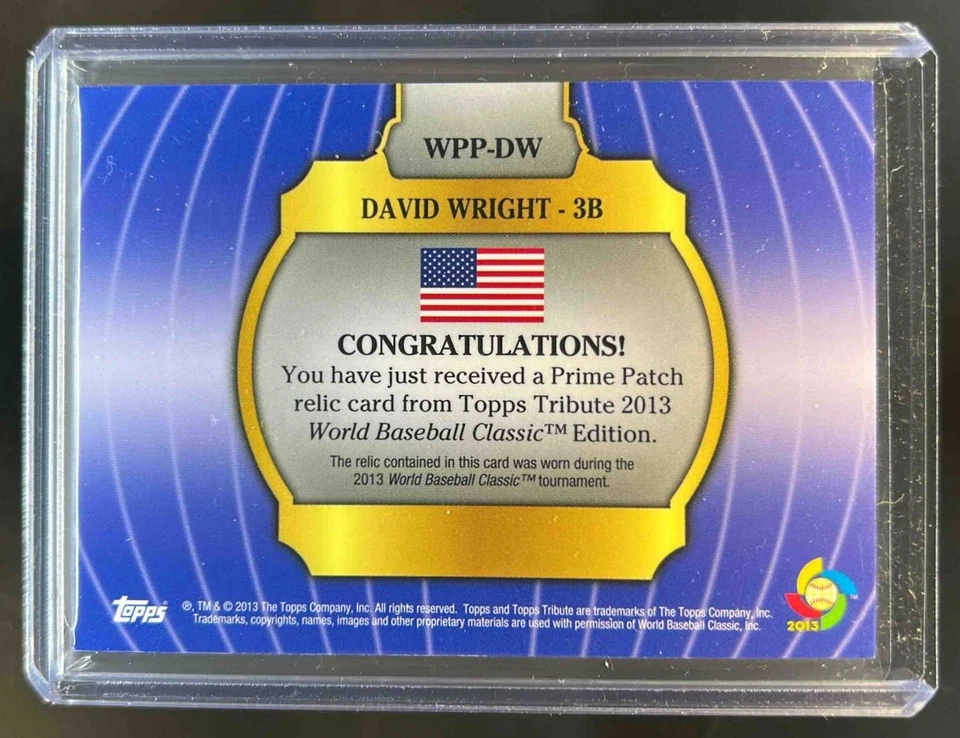 WPP-DW
DAVID WRIGHT - 3B
CONGRATULATIONS!
You have just received a Prime Patch
relic card from Topps Tribute 2013
World Baseball Classic™ Edition.
The relic contained in this card was worn during the
2013 World Baseball Classic™ tournament.
Topps
®, TM & © 2013 The Topps Company, Inc. All rights reserved. Topps and Topps Tribute are trademarks of The Topps Company, Inc.
Trademarks, copyrights, names, images and other proprietary materials are used with permission of World Baseball Classic, Inc.
2013
TM